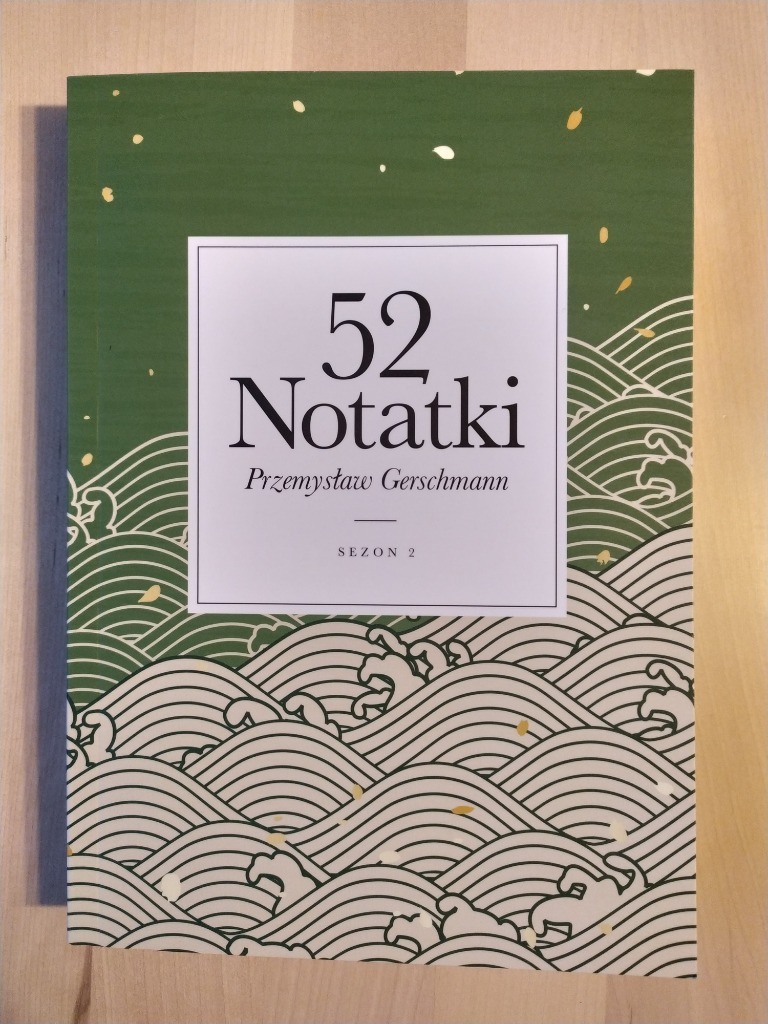 52
Notatki
Przemysław Gerschmann
SEZON 2